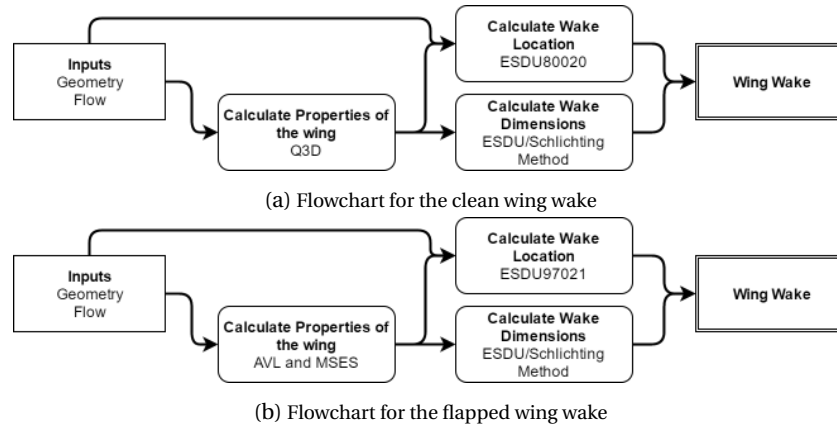 Inputs
Geometry
Flow
Calculate Properties of
the wing
Q3D
Calculate Wake
Location
ESDU80020
Calculate Wake
Dimensions
ESDU/Schlichting
Method
Wing Wake
(a) Flowchart for the clean wing wake
Inputs
Geometry
Flow
Calculate Properties of
the wing
AVL and MSES
Calculate Wake
Location
ESDU97021
Calculate Wake
Dimensions
ESDU/Schlichting
Method
Wing Wake
(b) Flowchart for the flapped wing wake